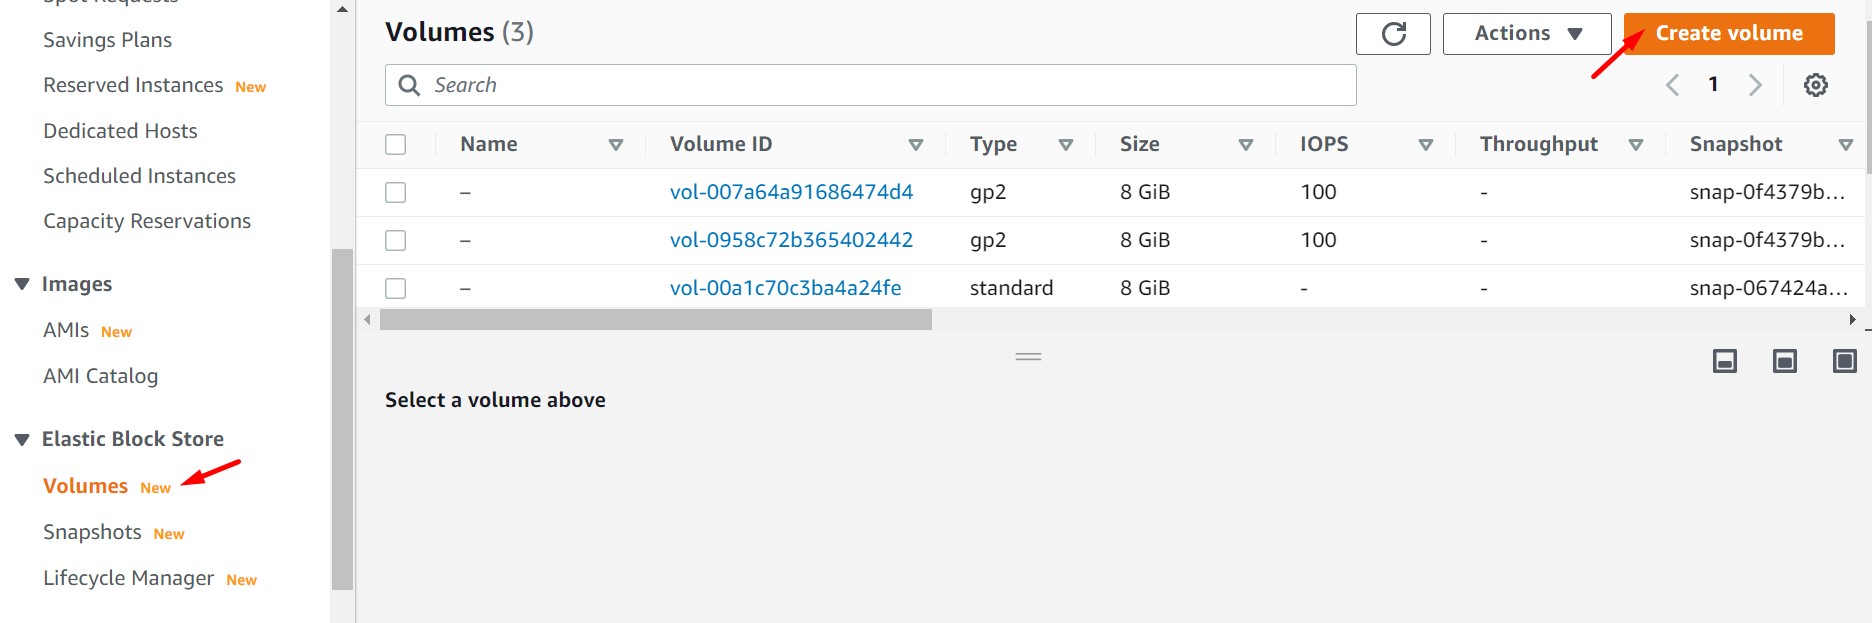 Spot Requests
Savings Plans
Reserved Instances New
Dedicated Hosts
Scheduled Instances
Capacity Reservations
Images
AMIs New
AMI Catalog
Elastic Block Store
Volumes New
Snapshots New
Lifecycle Manager New
Volumes (3)
Actions
Create volume
Search
1
Name Volume ID Type Size IOPS Throughput Snapshot
– vol-007a64a91686474d4 gp2 8 GiB 100 - snap-0f4379b...
– vol-0958c72b365402442 gp2 8 GiB 100 - snap-0f4379b...
– vol-00a1c70c3ba4a24fe standard 8 GiB - - snap-067424a...
Select a volume above